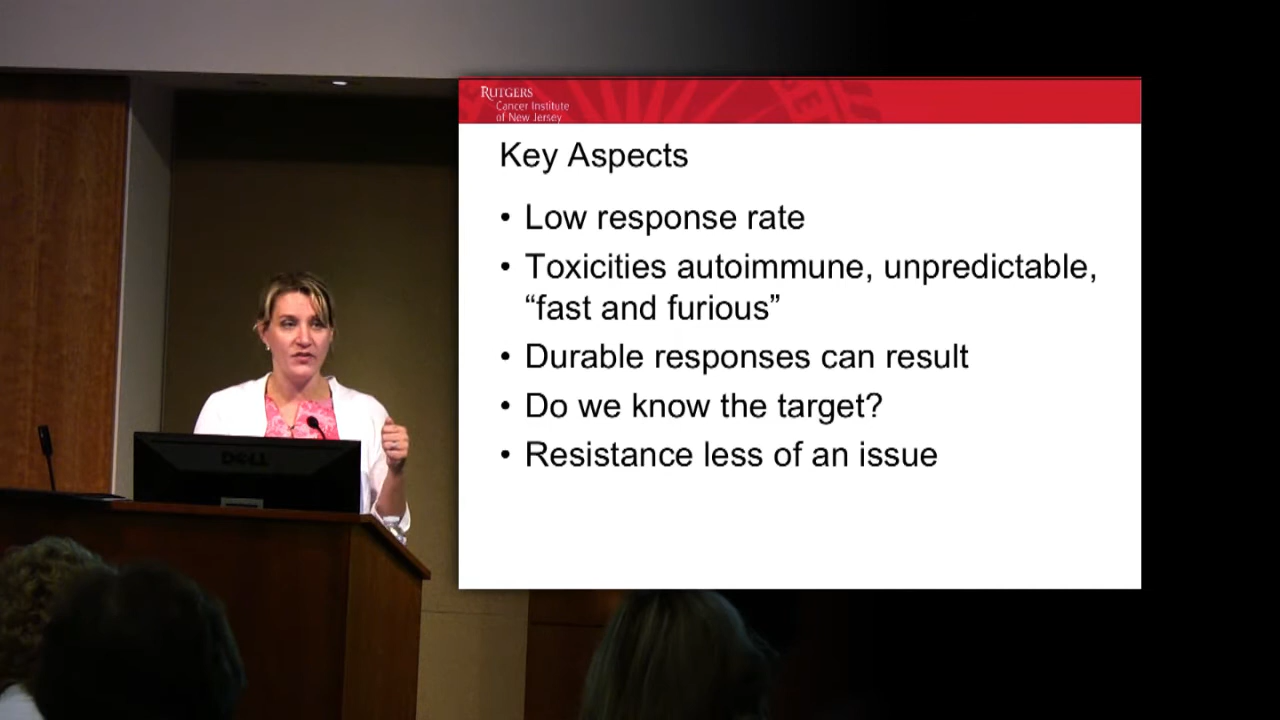 RUTGERS
Cancer Institute
of New Jersey
Key Aspects
• Low response rate
• Toxicities autoimmune, unpredictable,
“fast and furious”
• Durable responses can result
• Do we know the target?
• Resistance less of an issue
DELL